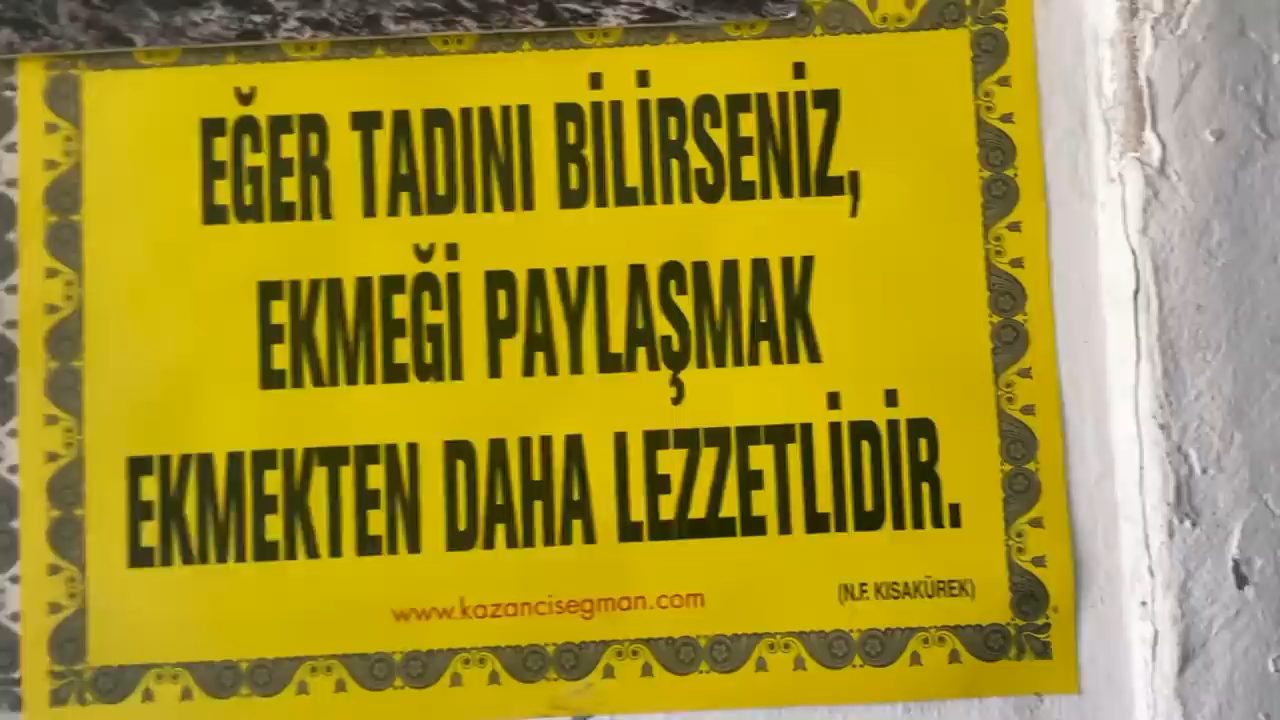 EĞER TADINI BİLİRSENİZ,
EKMEĞİ PAYLAŞMAK
EKMEKTEN DAHA LEZZETLİDİR.
www.kazancisegman.com
(N.F. KISAKÜREK)